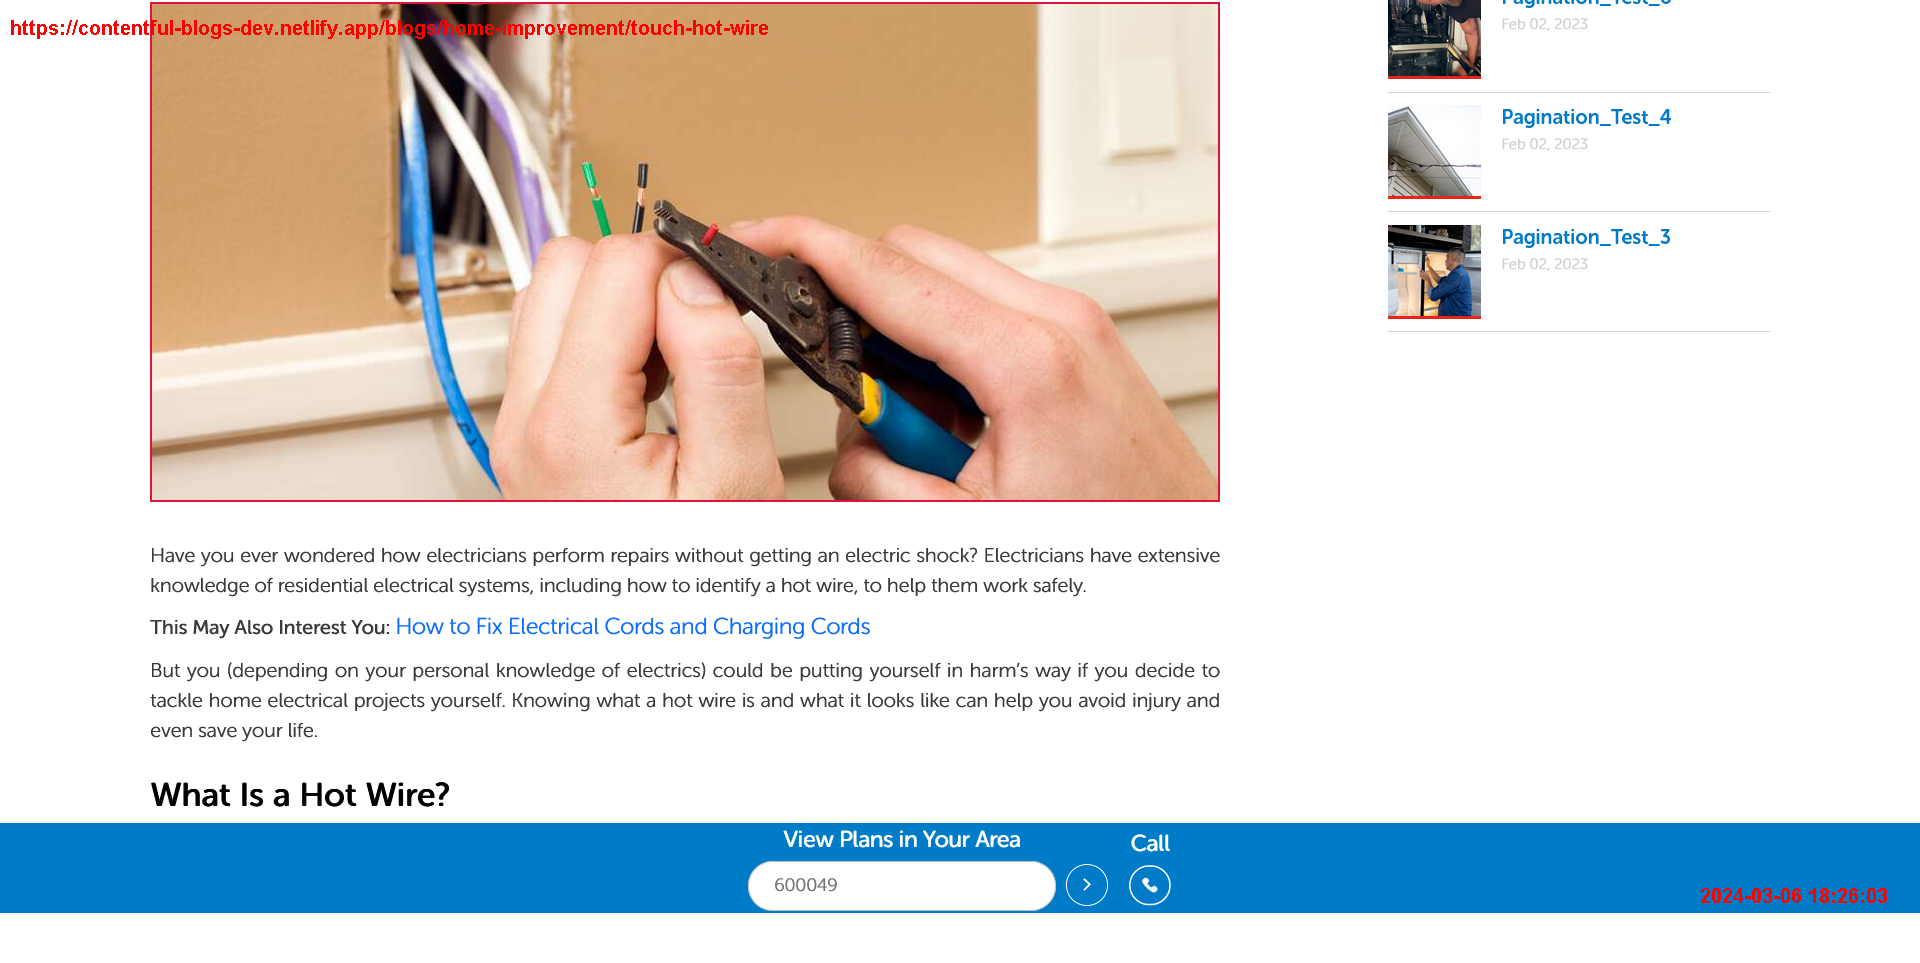 https://contentful-blogs-dev.netlify.app/blogs/home-improvement/touch-hot-wire
Feb 02, 2023
Pagination_Test_4
Feb 02, 2023
Pagination_Test_3
Feb 02, 2023
Have you ever wondered how electricians perform repairs without getting an electric shock? Electricians have extensive
knowledge of residential electrical systems, including how to identify a hot wire, to help them work safely.
This May Also Interest You: How to Fix Electrical Cords and Charging Cords
But you (depending on your personal knowledge of electrics) could be putting yourself in harm’s way if you decide to
tackle home electrical projects yourself. Knowing what a hot wire is and what it looks like can help you avoid injury and
even save your life.
What Is a Hot Wire?
View Plans in Your Area
Call
600049
2024-03-06 18:26:03